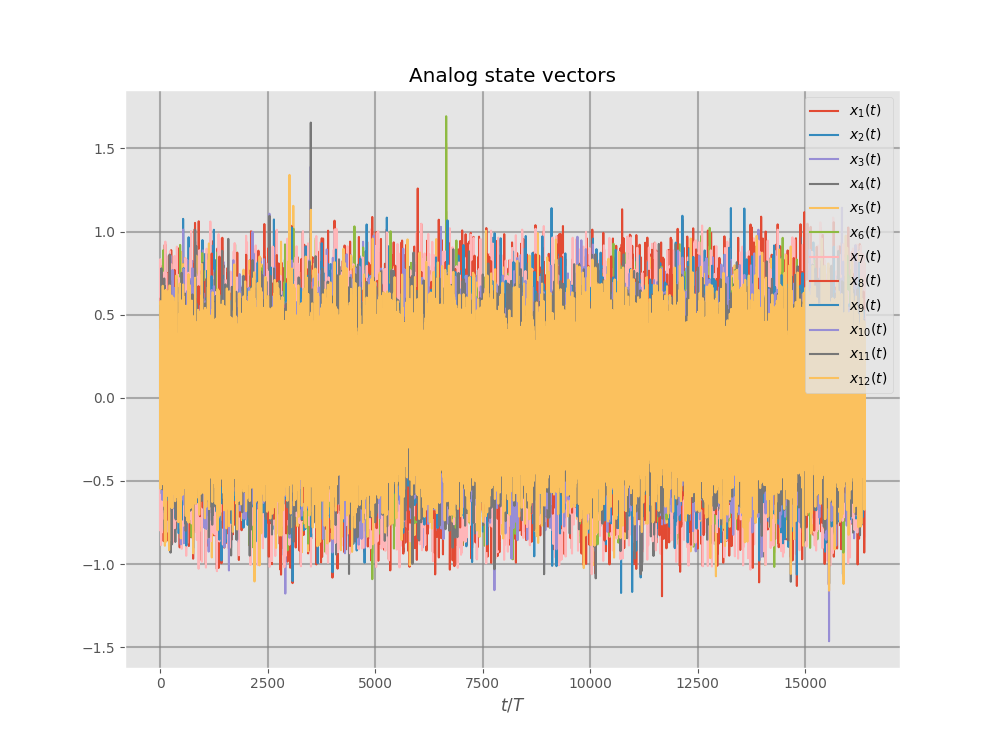 Analog state vectors
1.5
1.0
0.5
0.0
−0.5
−1.0
−1.5
0 2500 5000 7500 10000 12500 15000
t/T
x₁(t)
x₂(t)
x₃(t)
x₄(t)
x₅(t)
x₆(t)
x₇(t)
x₈(t)
x₉(t)
x₁₀(t)
x₁₁(t)
x₁₂(t)